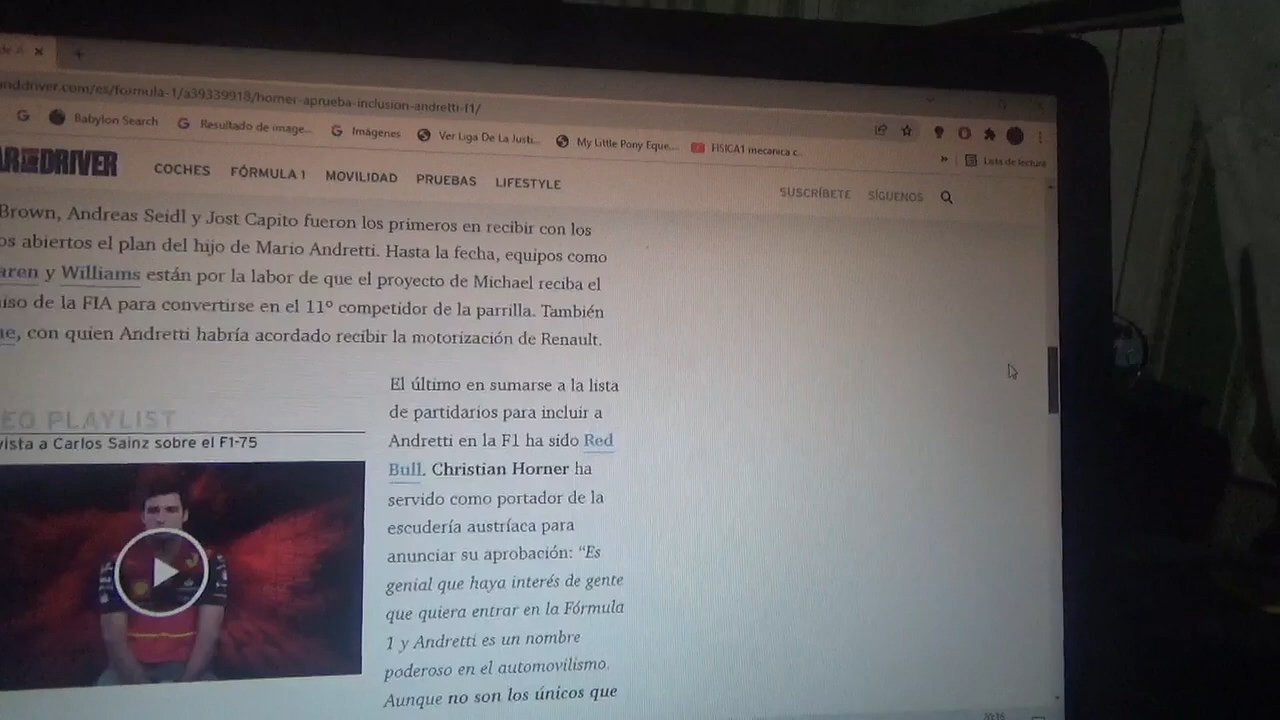 de A
nddriver.com/es/formula-1/a39339918/horner-aprueba-inclusion-andretti-f1/
Babylon Search
Resultado de image...
Imágenes
Ver Liga De La Justi...
My Little Pony Eque...
FISICA1 mecanica c...
Lista de lectura
AR DRIVER
COCHES FÓRMULA 1 MOVILIDAD PRUEBAS LIFESTYLE
SUSCRÍBETE SÍGUENOS
Brown, Andreas Seidl y Jost Capito fueron los primeros en recibir con los
os abiertos el plan del hijo de Mario Andretti. Hasta la fecha, equipos como
aren y Williams están por la labor de que el proyecto de Michael reciba el
iso de la FIA para convertirse en el 11º competidor de la parrilla. También
ne, con quien Andretti habría acordado recibir la motorización de Renault.
EO PLAYLIST
vista a Carlos Sainz sobre el F1-75
El último en sumarse a la lista
de partidarios para incluir a
Andretti en la F1 ha sido Red
Bull. Christian Horner ha
servido como portador de la
escudería austríaca para
anunciar su aprobación: “Es
genial que haya interés de gente
que quiera entrar en la Fórmula
1 y Andretti es un nombre
poderoso en el automovilismo.
Aunque no son los únicos que